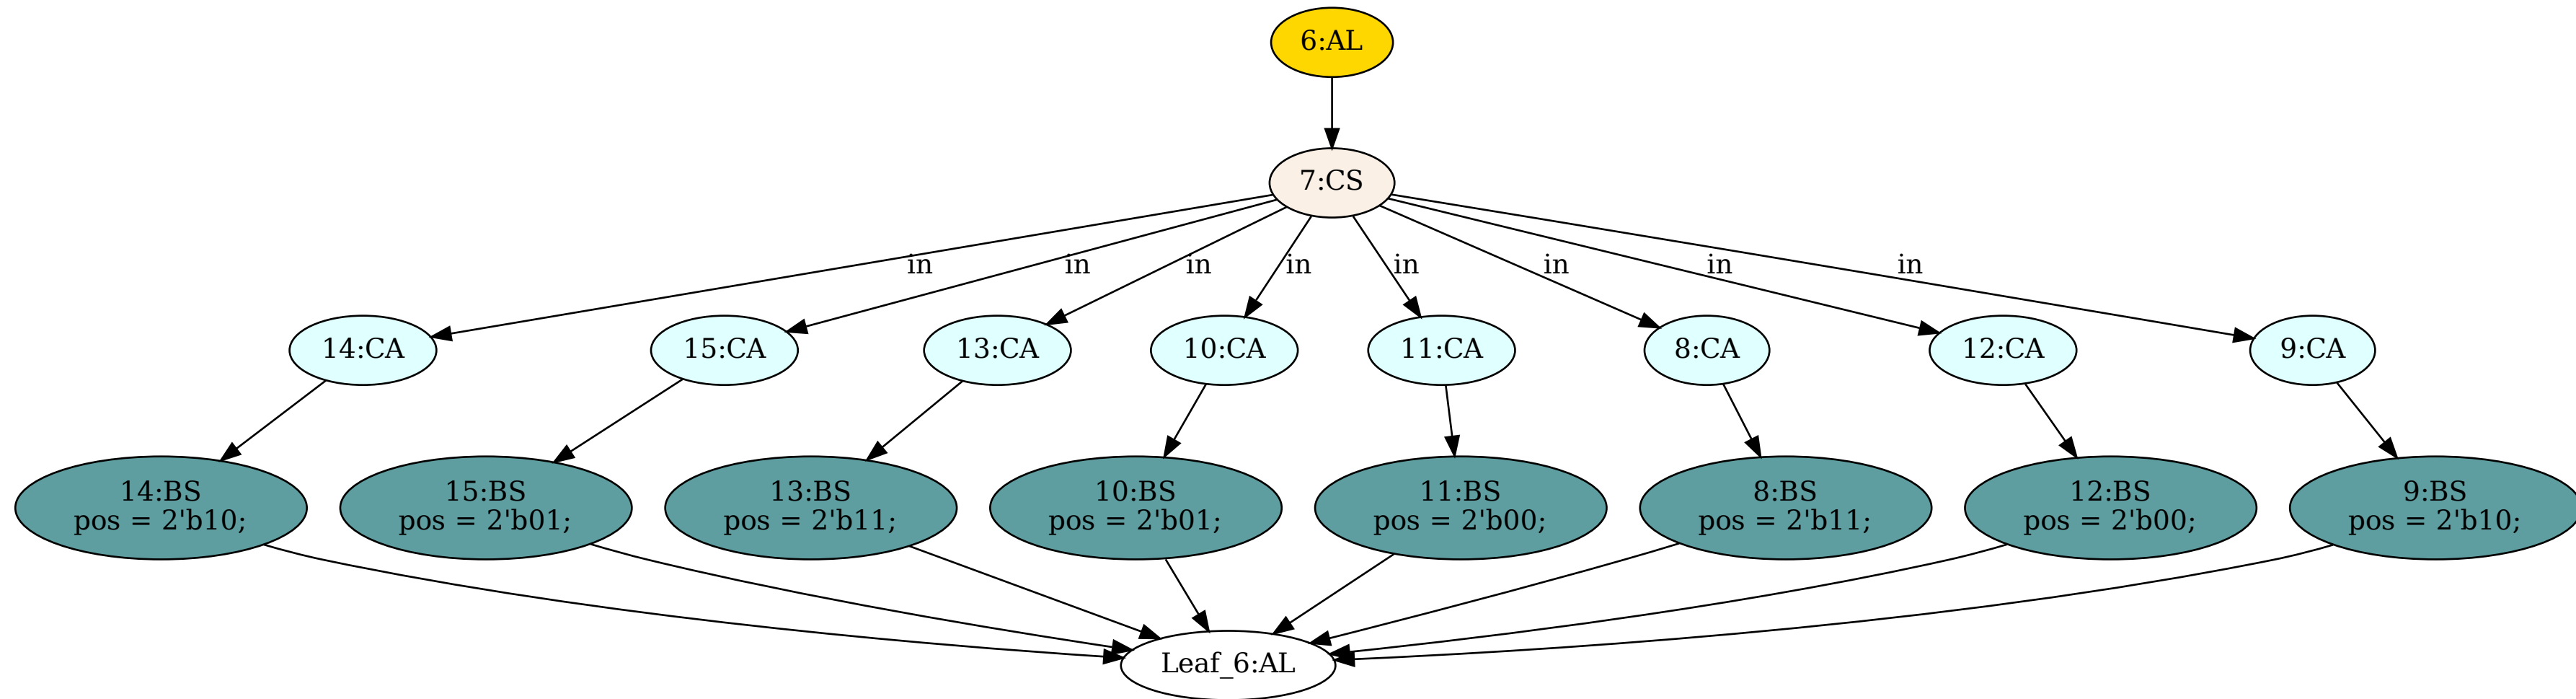 6:AL
7:CS
in in in in in in in in
14:CA 15:CA 13:CA 10:CA 11:CA 8:CA 12:CA 9:CA
14:BS
pos = 2'b10;
15:BS
pos = 2'b01;
13:BS
pos = 2'b11;
10:BS
pos = 2'b01;
11:BS
pos = 2'b00;
8:BS
pos = 2'b11;
12:BS
pos = 2'b00;
9:BS
pos = 2'b10;
Leaf_6:AL